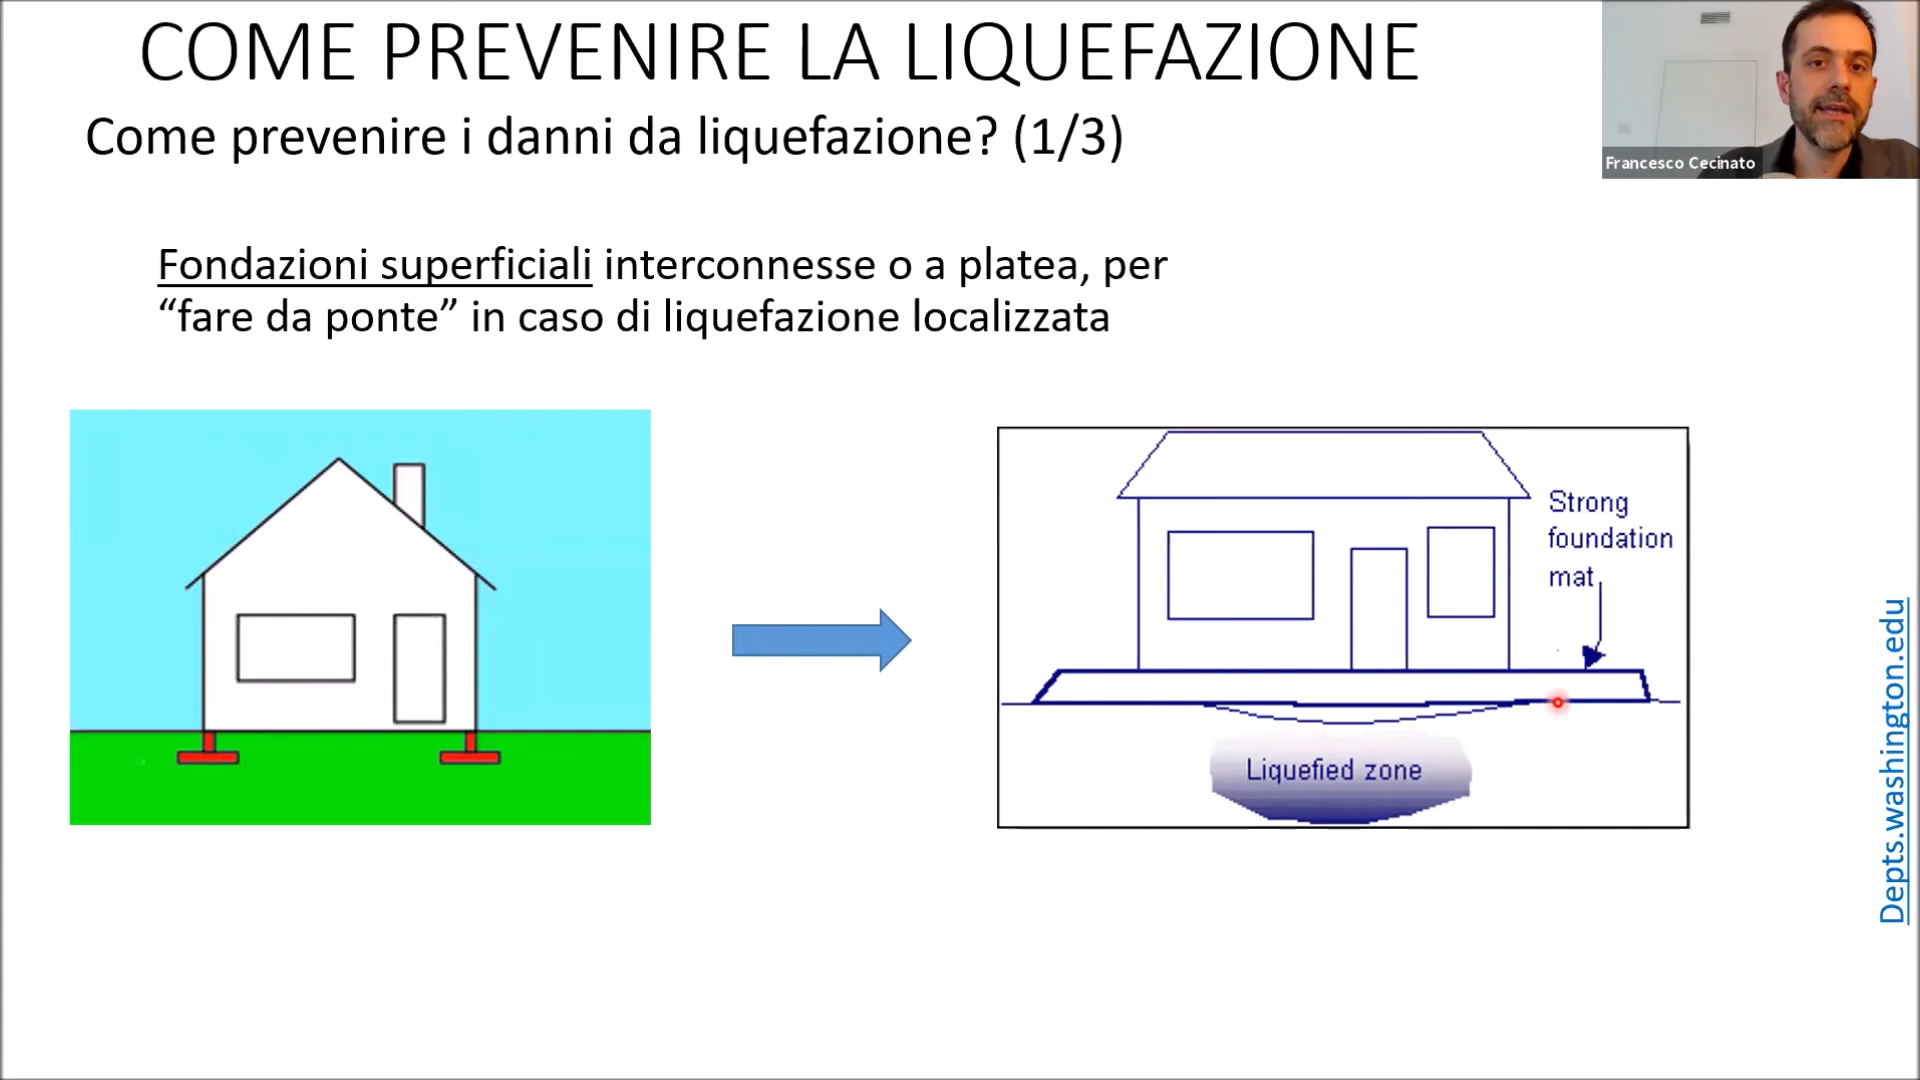 COME PREVENIRE LA LIQUEFAZIONE
Come prevenire i danni da liquefazione? (1/3)
Francesco Cecinato
Fondazioni superficiali interconnesse o a platea, per
“fare da ponte” in caso di liquefazione localizzata
Strong
foundation
mat
Liquefied zone
Depts.washington.edu